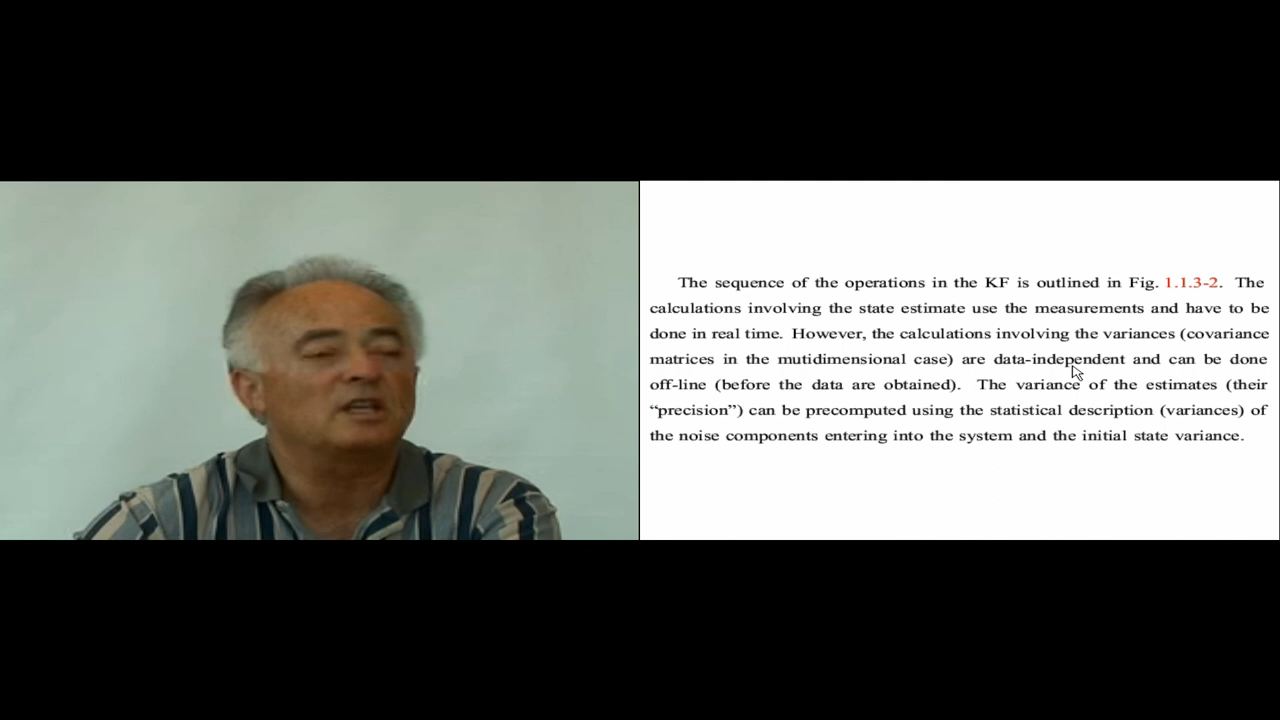 The sequence of the operations in the KF is outlined in Fig. 1.1.3-2. The
calculations involving the state estimate use the measurements and have to be
done in real time. However, the calculations involving the variances (covariance
matrices in the mutidimensional case) are data-independent and can be done
off-line (before the data are obtained). The variance of the estimates (their
“precision”) can be precomputed using the statistical description (variances) of
the noise components entering into the system and the initial state variance.